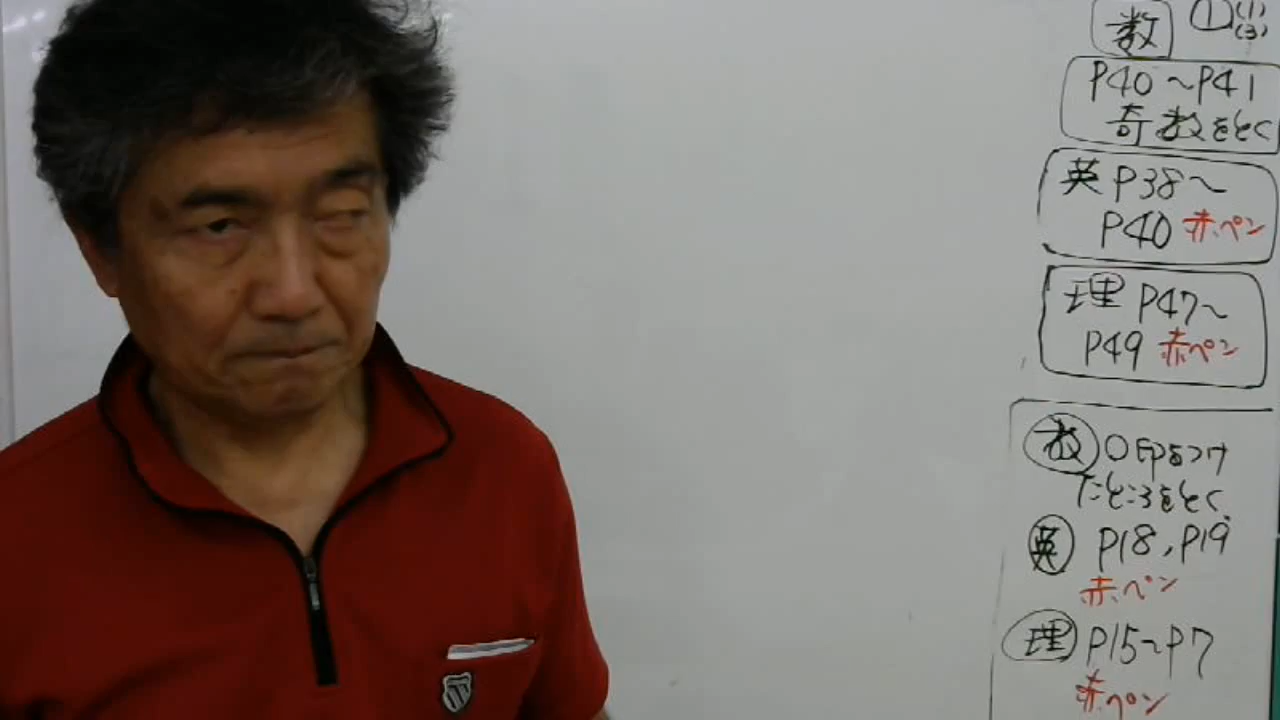 数 ①(1)
(3)
P40～P41
奇数をとく
英 P38～
P40 赤ペン
理 P47～
P49 赤ペン
数 〇印をつけ
たところをとく.
英 P18, P19
赤ペン
理 P15～P7
赤ペン